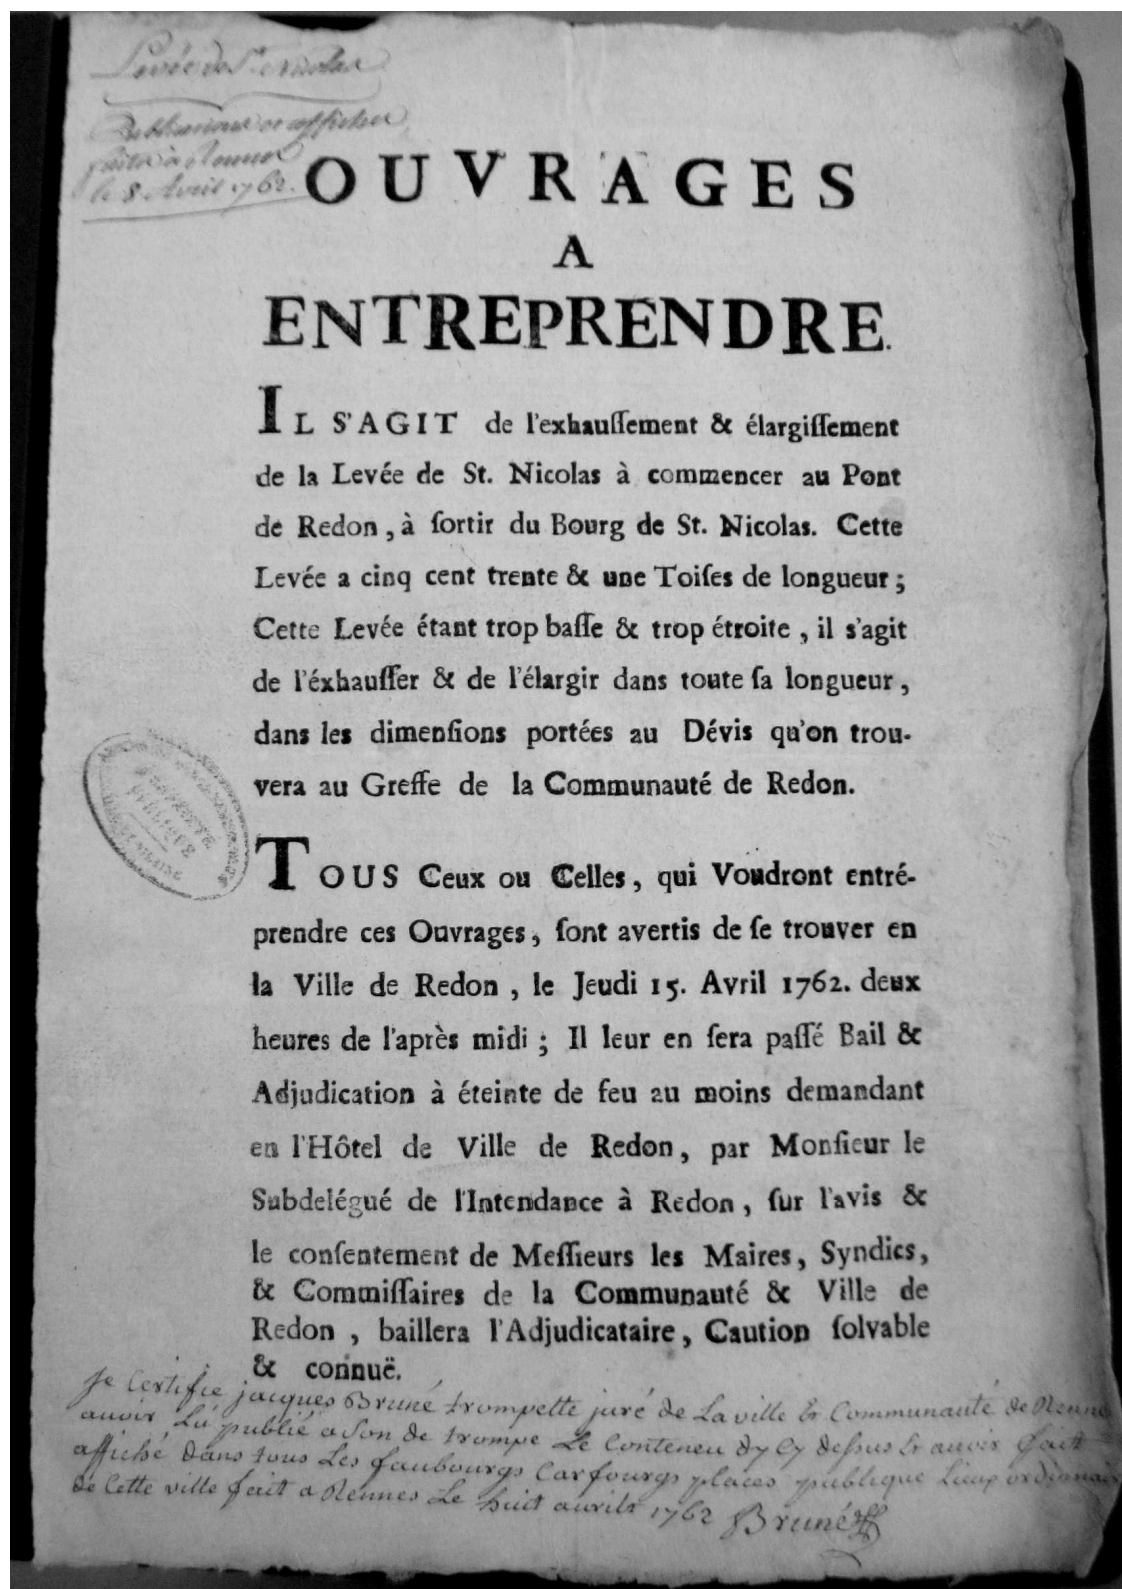 Levée de St. Nicolas
Publications et affiches
faites à Rennes
le 8 Avril 1762.
OUVRAGES
A
ENTREPRENDRE.
IL S'AGIT de l'exhauſſement & élargiſſement
de la Levée de St. Nicolas à commencer au Pont
de Redon, à ſortir du Bourg de St. Nicolas. Cette
Levée a cinq cent trente & une Toiſes de longueur;
Cette Levée étant trop baſſe & trop étroite, il s'agit
de l'éxhauſſer & de l'élargir dans toute ſa longueur,
dans les dimenſions portées au Dévis qu'on trou-
vera au Greffe de la Communauté de Redon.
TOUS Ceux ou Celles, qui Voudront entré-
prendre ces Ouvrages, ſont avertis de ſe trouver en
la Ville de Redon, le Jeudi 15. Avril 1762. deux
heures de l'après midi; Il leur en ſera paſſé Bail &
Adjudication à éteinte de feu au moins demandant
en l'Hôtel de Ville de Redon, par Monſieur le
Subdelégué de l'Intendance à Redon, ſur l'avis &
le conſentement de Meſſieurs les Maires, Syndics,
& Commiſſaires de la Communauté & Ville de
Redon, baillera l'Adjudicataire, Caution ſolvable
& connuë.
Je Certifie jacques Bruné trompette juré de La ville Et Communauté de Rennes
auoir Lü publié a Son de trompe Le Conteneu dy Cy deſsus Et auoir fait
affiché Dans tous Les faubourgs Carfourgs places publique Lieux ordinair
de Cette ville fait a Rennes Le huit auril 1762 Bruné